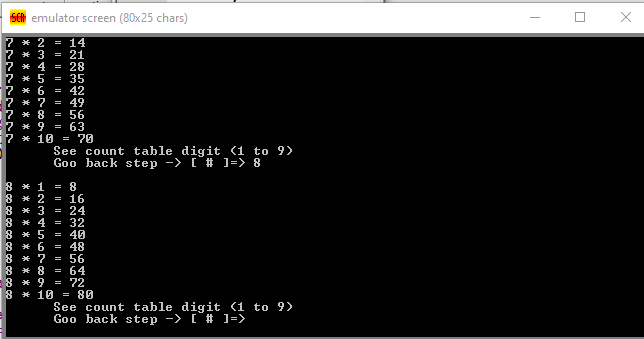 emulator screen (80x25 chars)
7 * 2 = 14
7 * 3 = 21
7 * 4 = 28
7 * 5 = 35
7 * 6 = 42
7 * 7 = 49
7 * 8 = 56
7 * 9 = 63
7 * 10 = 70
See count table digit (1 to 9)
Goo back step -> [ # ]=> 8
8 * 1 = 8
8 * 2 = 16
8 * 3 = 24
8 * 4 = 32
8 * 5 = 40
8 * 6 = 48
8 * 7 = 56
8 * 8 = 64
8 * 9 = 72
8 * 10 = 80
See count table digit (1 to 9)
Goo back step -> [ # ]=>